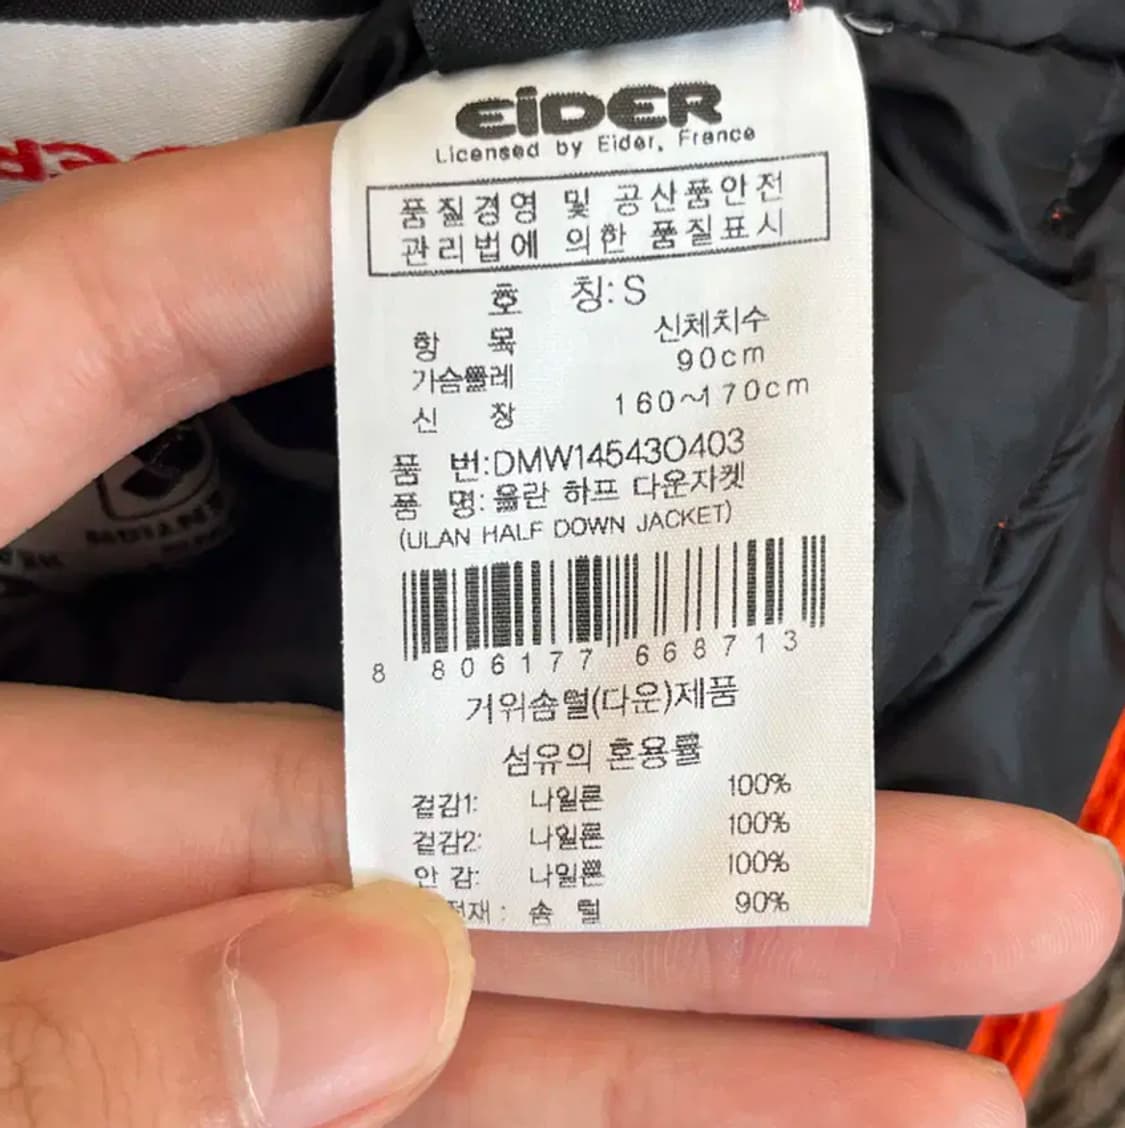 EiDER
Licensed by Eider, France
품질경영 및 공산품안전
관리법에 의한 품질표시
호 칭: S
항 목 신체치수
가슴둘레 90cm
신 장 160~170cm
품 번:DMW14543O403
품 명:울란 하프 다운자켓
(ULAN HALF DOWN JACKET)
8 806177 668713
거위솜털(다운)제품
섬유의 혼용률
겉감1: 나일론 100%
겉감2: 나일론 100%
안 감: 나일론 100%
솜 털 90%